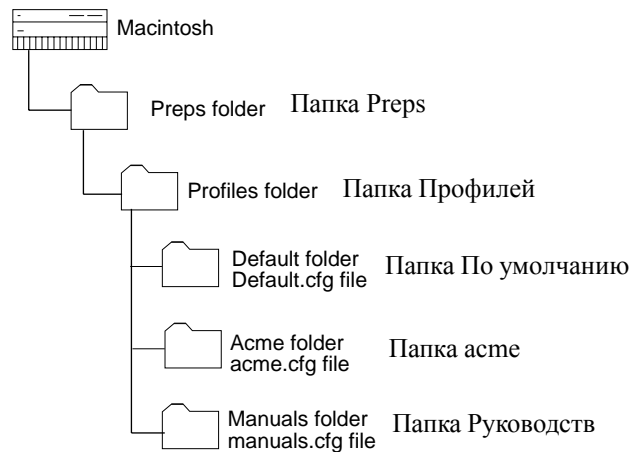 Macintosh
Preps folder Папка Preps
Profiles folder Папка Профилей
Default folder
Default.cfg file Папка По умолчанию
Acme folder
acme.cfg file Папка acme
Manuals folder
manuals.cfg file Папка Руководств